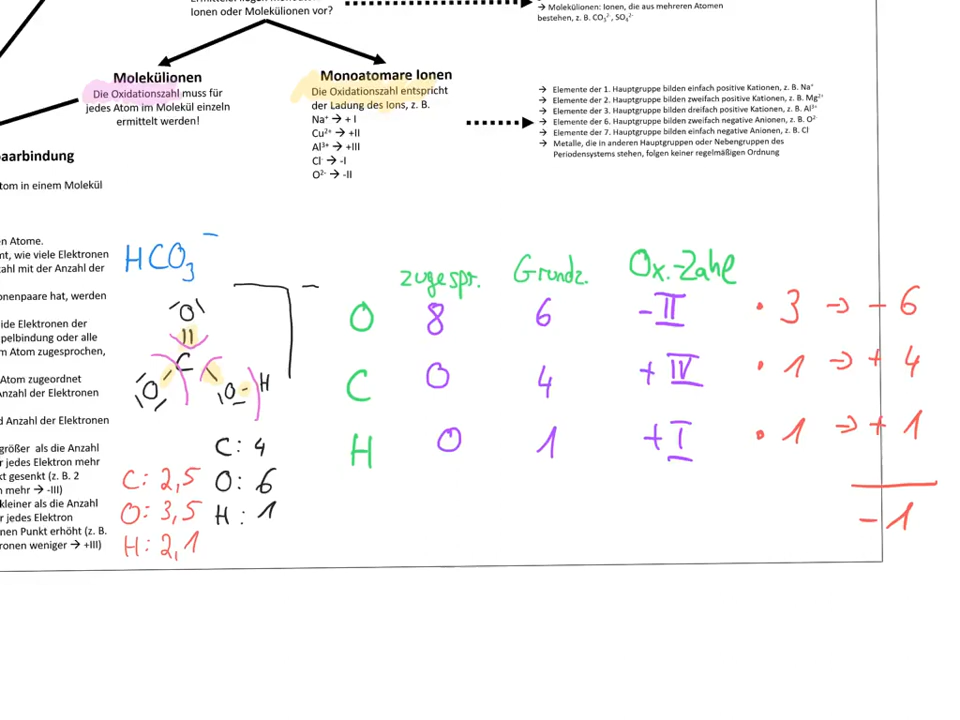 Ionen oder Molekülionen vor?
→ Molekülionen: Ionen, die aus mehreren Atomen
bestehen, z. B. CO₃²⁻, SO₄²⁻
Molekülionen
Die Oxidationszahl muss für
jedes Atom im Molekül einzeln
ermittelt werden!
Monoatomare Ionen
Die Oxidationszahl entspricht
der Ladung des Ions, z. B.
Na⁺ → + I
Cu²⁺ → +II
Al³⁺ → +III
Cl⁻ → -I
O²⁻ → -II
→ Elemente der 1. Hauptgruppe bilden einfach positive Kationen, z. B. Na⁺
→ Elemente der 2. Hauptgruppe bilden zweifach positive Kationen, z. B. Mg²⁺
→ Elemente der 3. Hauptgruppe bilden dreifach positive Kationen, z. B. Al³⁺
→ Elemente der 6. Hauptgruppe bilden zweifach negative Anionen, z. B. O²⁻
→ Elemente der 7. Hauptgruppe bilden einfach negative Anionen, z. B. Cl⁻
→ Metalle, die in anderen Hauptgruppen oder Nebengruppen des
Periodensystems stehen, folgen keiner regelmäßigen Ordnung
aarbindung
tom in einem Molekül
en Atome.
nt, wie viele Elektronen
ahl mit der Anzahl der
onenpaare hat, werden
ide Elektronen der
pelbindung oder alle
m Atom zugesprochen,
Atom zugeordnet
nzahl der Elektronen
d Anzahl der Elektronen
größer als die Anzahl
r jedes Elektron mehr
kt gesenkt (z. B. 2
n mehr → -III)
kleiner als die Anzahl
r jedes Elektron
nen Punkt erhöht (z. B.
ronen weniger → +III)
HCO₃⁻
O
C
O O H
C: 4
C: 2,5 O: 6
O: 3,5 H: 1
H: 2,1
zugespr. Grundz. Ox.-Zahl
O 8 6 -II · 3 → - 6
C 0 4 + IV · 1 → + 4
H 0 1 + I · 1 → + 1
- 1